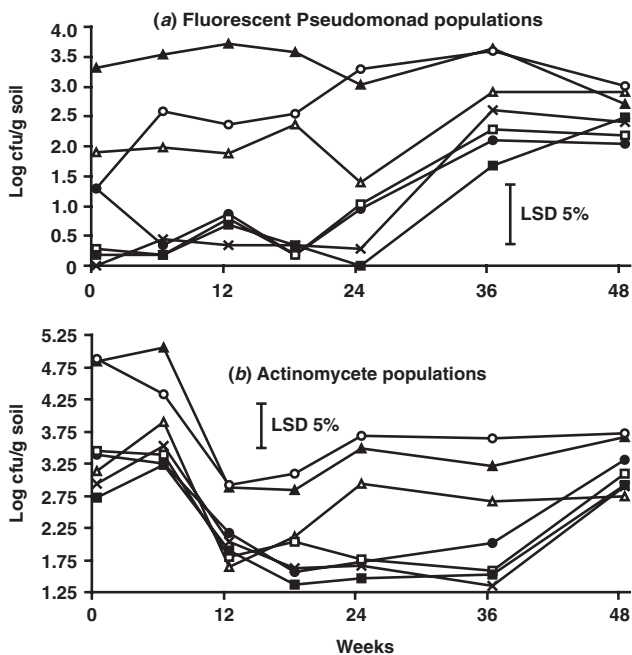 (a) Fluorescent Pseudomonad populations
Log cfu/g soil
4.0
3.5
3.0
2.5
2.0
1.5
1.0
0.5
0
LSD 5%
0 12 24 36 48
(b) Actinomycete populations
Log cfu/g soil
5.25
4.75
4.25
3.75
3.25
2.75
2.25
1.75
1.25
LSD 5%
0 12 24 36 48
Weeks